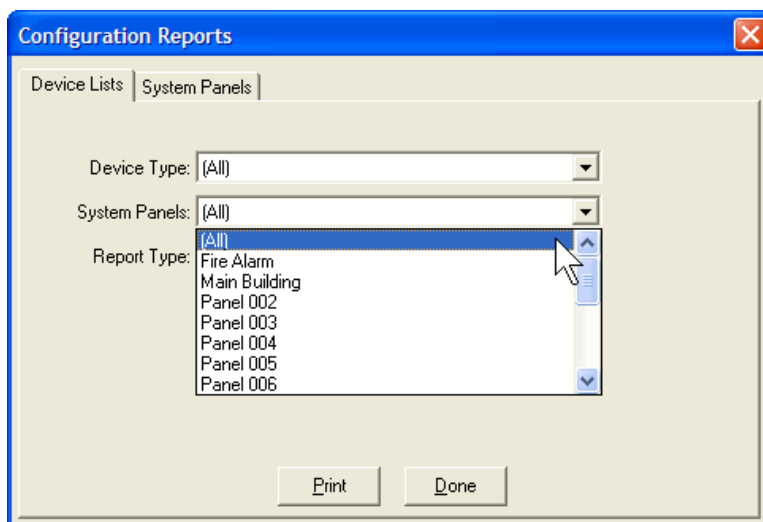 Configuration Reports
Device Lists System Panels
Device Type: (All)
System Panels: (All)
(All)
Report Type: Fire Alarm
Main Building
Panel 002
Panel 003
Panel 004
Panel 005
Panel 006
Print Done